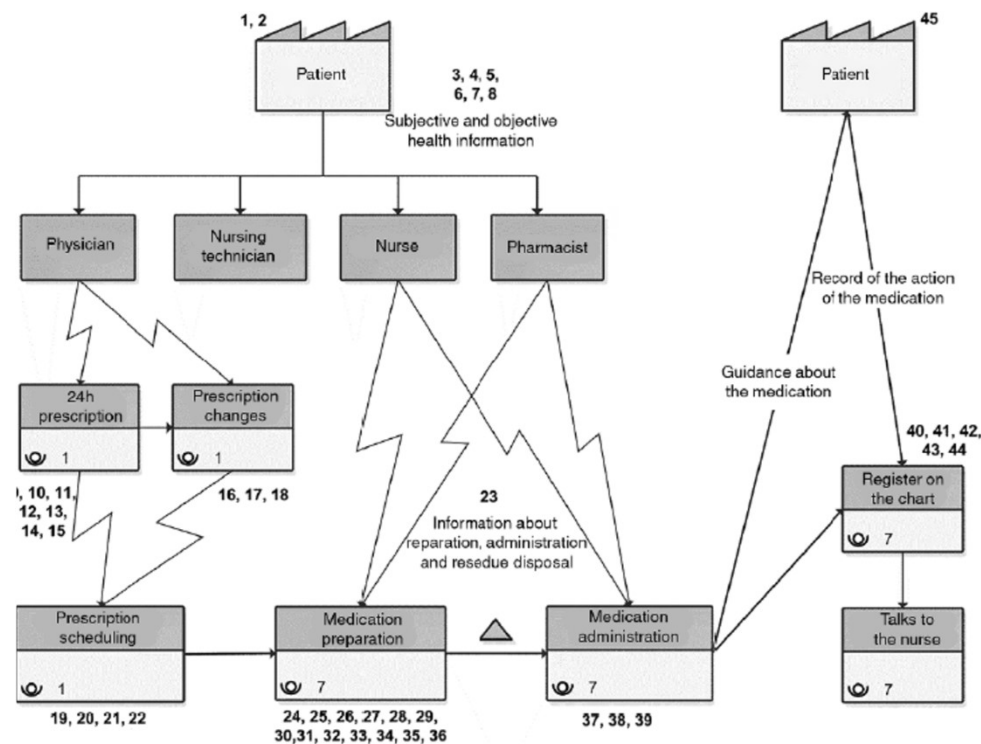 1, 2
Patient
3, 4, 5,
6, 7, 8
Subjective and objective
health information
45
Patient
Physician
Nursing
technician
Nurse
Pharmacist
Record of the action
of the medication
Guidance about
the medication
24h
prescription
1
Prescription
changes
1
10, 11,
12, 13,
14, 15
16, 17, 18
23
Information about
reparation, administration
and resedue disposal
40, 41, 42,
43, 44
Register on
the chart
7
Prescription
scheduling
1
19, 20, 21, 22
Medication
preparation
7
24, 25, 26, 27, 28, 29,
30,31, 32, 33, 34, 35, 36
Medication
administration
7
37, 38, 39
Talks to
the nurse
7